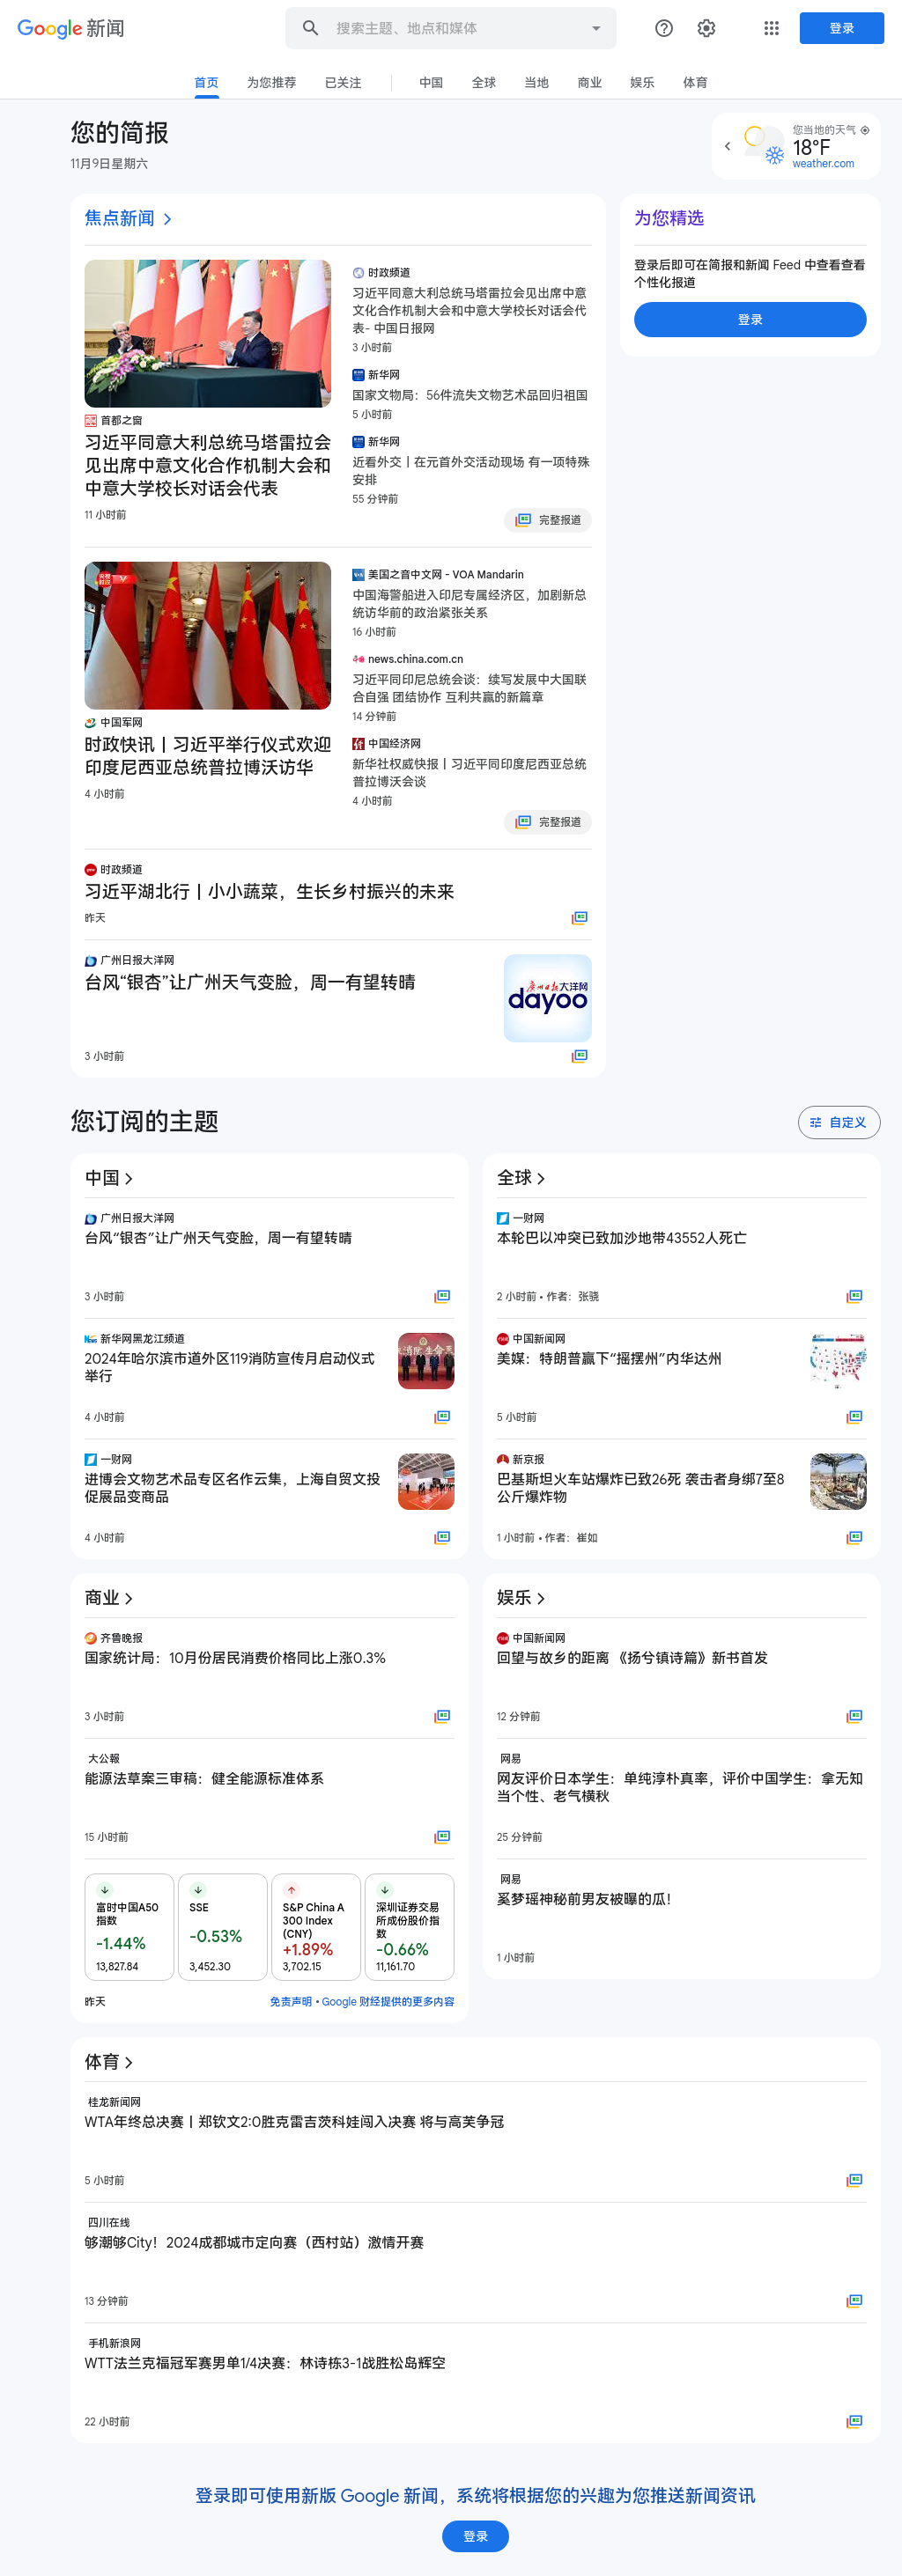 Google 新闻
搜索主题、地点和媒体
登录
首页
为您推荐
已关注
中国
全球
当地
商业
娱乐
体育
您的简报
11月9日星期六
您当地的天气
18°F
weather.com
焦点新闻
首都之窗
习近平同意大利总统马塔雷拉会
见出席中意文化合作机制大会和
中意大学校长对话会代表
11 小时前
时政频道
习近平同意大利总统马塔雷拉会见出席中意
文化合作机制大会和中意大学校长对话会代
表- 中国日报网
3 小时前
新华网
国家文物局：56件流失文物艺术品回归祖国
5 小时前
新华网
近看外交丨在元首外交活动现场 有一项特殊
安排
55 分钟前
完整报道
中国军网
时政快讯丨习近平举行仪式欢迎
印度尼西亚总统普拉博沃访华
4 小时前
美国之音中文网 - VOA Mandarin
中国海警船进入印尼专属经济区，加剧新总
统访华前的政治紧张关系
16 小时前
news.china.com.cn
习近平同印尼总统会谈：续写发展中大国联
合自强 团结协作 互利共赢的新篇章
14 分钟前
中国经济网
新华社权威快报丨习近平同印度尼西亚总统
普拉博沃会谈
4 小时前
完整报道
时政频道
习近平湖北行丨小小蔬菜，生长乡村振兴的未来
昨天
广州日报大洋网
台风“银杏”让广州天气变脸，周一有望转晴
3 小时前
广州日报 大洋网
dayoo
为您精选
登录后即可在简报和新闻 Feed 中查看查看
个性化报道
登录
您订阅的主题
自定义
中国
广州日报大洋网
台风“银杏”让广州天气变脸，周一有望转晴
3 小时前
新华网黑龙江频道
2024年哈尔滨市道外区119消防宣传月启动仪式
举行
4 小时前
一财网
进博会文物艺术品专区名作云集，上海自贸文投
促展品变商品
4 小时前
全球
一财网
本轮巴以冲突已致加沙地带43552人死亡
2 小时前 • 作者：张骁
中国新闻网
美媒：特朗普赢下“摇摆州”内华达州
5 小时前
新京报
巴基斯坦火车站爆炸已致26死 袭击者身绑7至8
公斤爆炸物
1 小时前 • 作者：崔如
商业
齐鲁晚报
国家统计局：10月份居民消费价格同比上涨0.3%
3 小时前
大公報
能源法草案三审稿：健全能源标准体系
15 小时前
富时中国A50
指数
-1.44%
13,827.84
SSE
-0.53%
3,452.30
S&P China A
300 Index
(CNY)
+1.89%
3,702.15
深圳证券交易
所成份股价指
数
-0.66%
11,161.70
昨天
免责声明 • Google 财经提供的更多内容
娱乐
中国新闻网
回望与故乡的距离 《扬兮镇诗篇》新书首发
12 分钟前
网易
网友评价日本学生：单纯淳朴真率，评价中国学生：拿无知
当个性、老气横秋
25 分钟前
网易
奚梦瑶神秘前男友被曝的瓜！
1 小时前
体育
桂龙新闻网
WTA年终总决赛丨郑钦文2:0胜克雷吉茨科娃闯入决赛 将与高芙争冠
5 小时前
四川在线
够潮够City！2024成都城市定向赛（西村站）激情开赛
13 分钟前
手机新浪网
WTT法兰克福冠军赛男单1/4决赛：林诗栋3-1战胜松岛辉空
22 小时前
登录即可使用新版 Google 新闻，系统将根据您的兴趣为您推送新闻资讯
登录